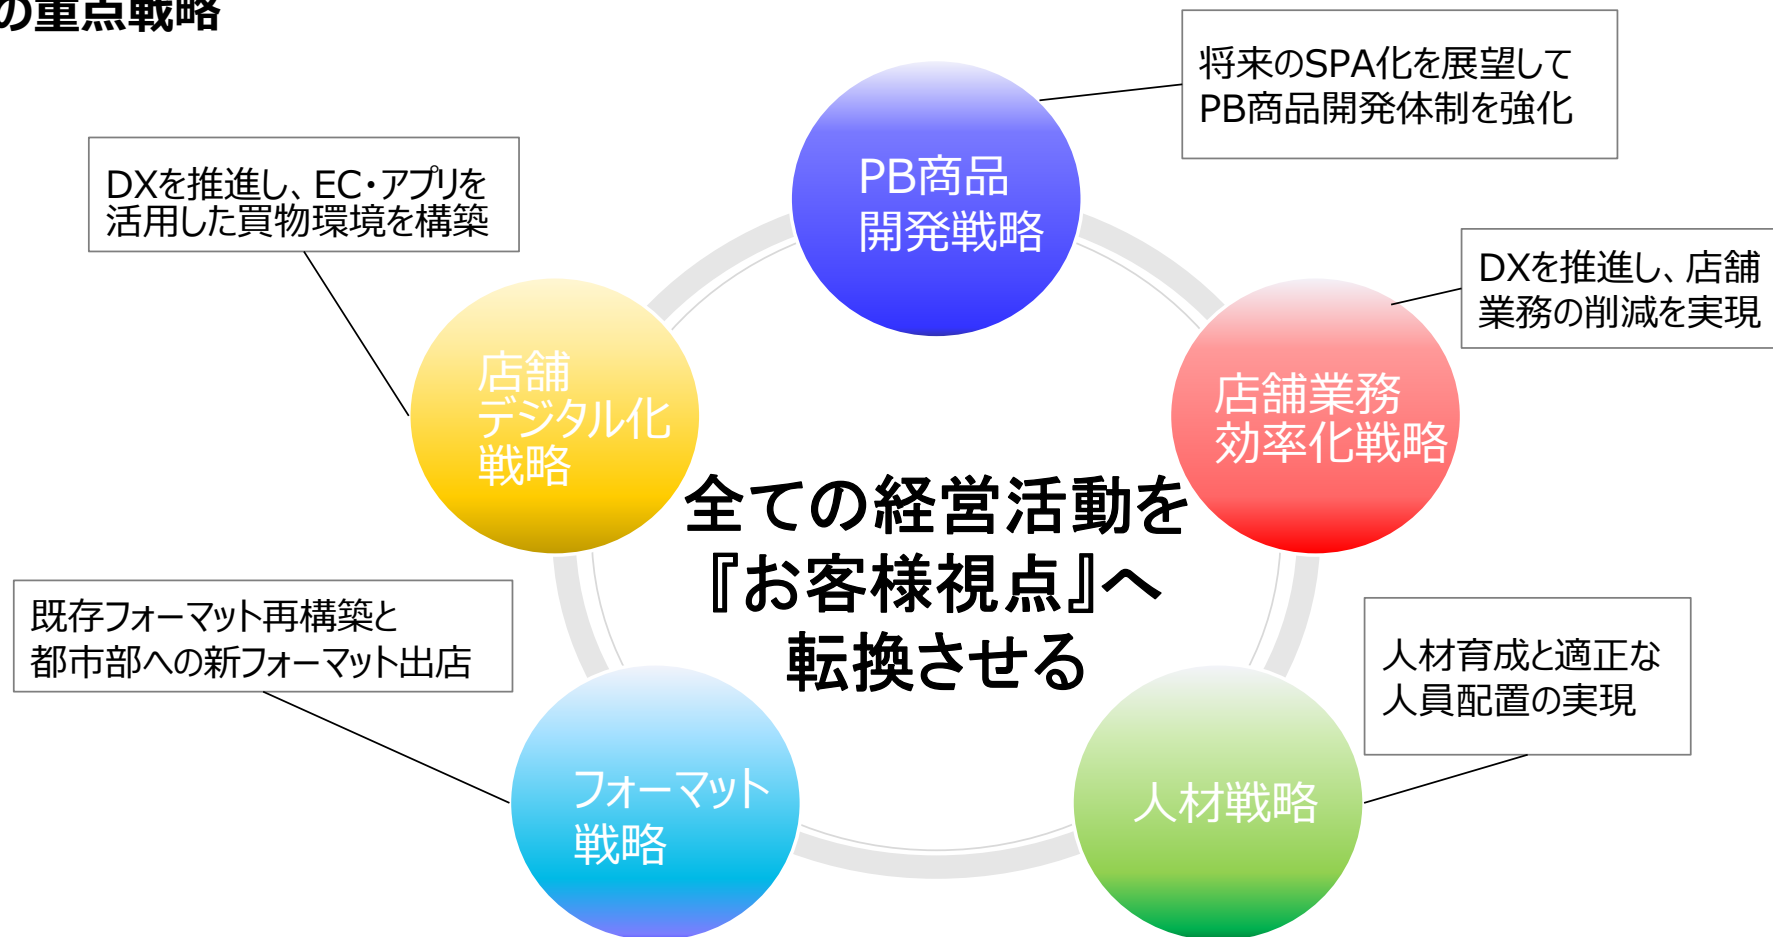 の重点戦略
将来のSPA化を展望して
PB商品開発体制を強化
PB商品
開発戦略
DXを推進し、EC・アプリを
活用した買物環境を構築
DXを推進し、店舗
業務の削減を実現
店舗
デジタル化
戦略
店舗業務
効率化戦略
全ての経営活動を
『お客様視点』へ
転換させる
既存フォーマット再構築と
都市部への新フォーマット出店
人材育成と適正な
人員配置の実現
フォーマット
戦略
人材戦略